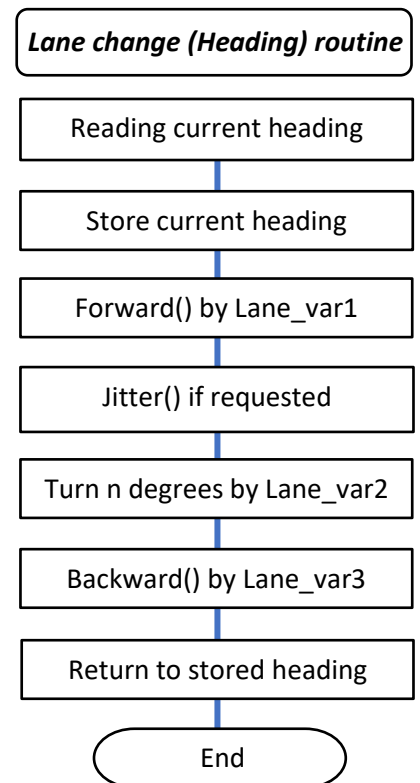 Lane change (Heading) routine
Reading current heading
Store current heading
Forward() by Lane_var1
Jitter() if requested
Turn n degrees by Lane_var2
Backward() by Lane_var3
Return to stored heading
End